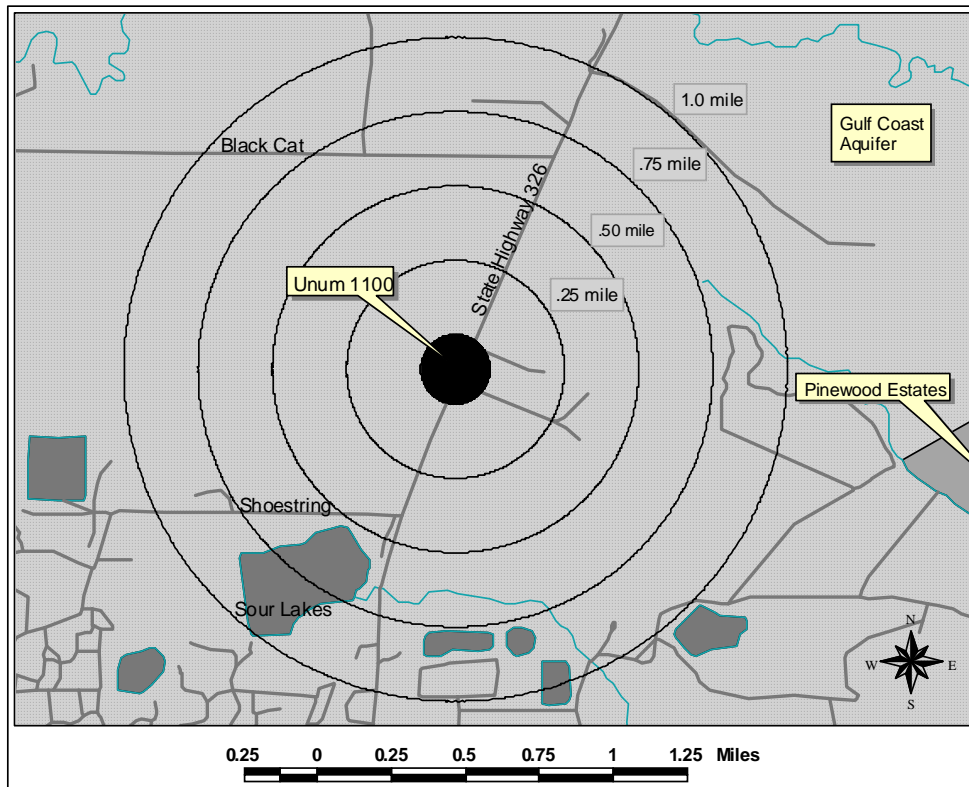 1.0 mile
Gulf Coast
Aquifer
Black Cat
.75 mile
State Highway 326
.50 mile
Unum 1100
.25 mile
Pinewood Estates
Shoestring
Sour Lakes
N
W
E
S
0.25 0 0.25 0.5 0.75 1 1.25 Miles